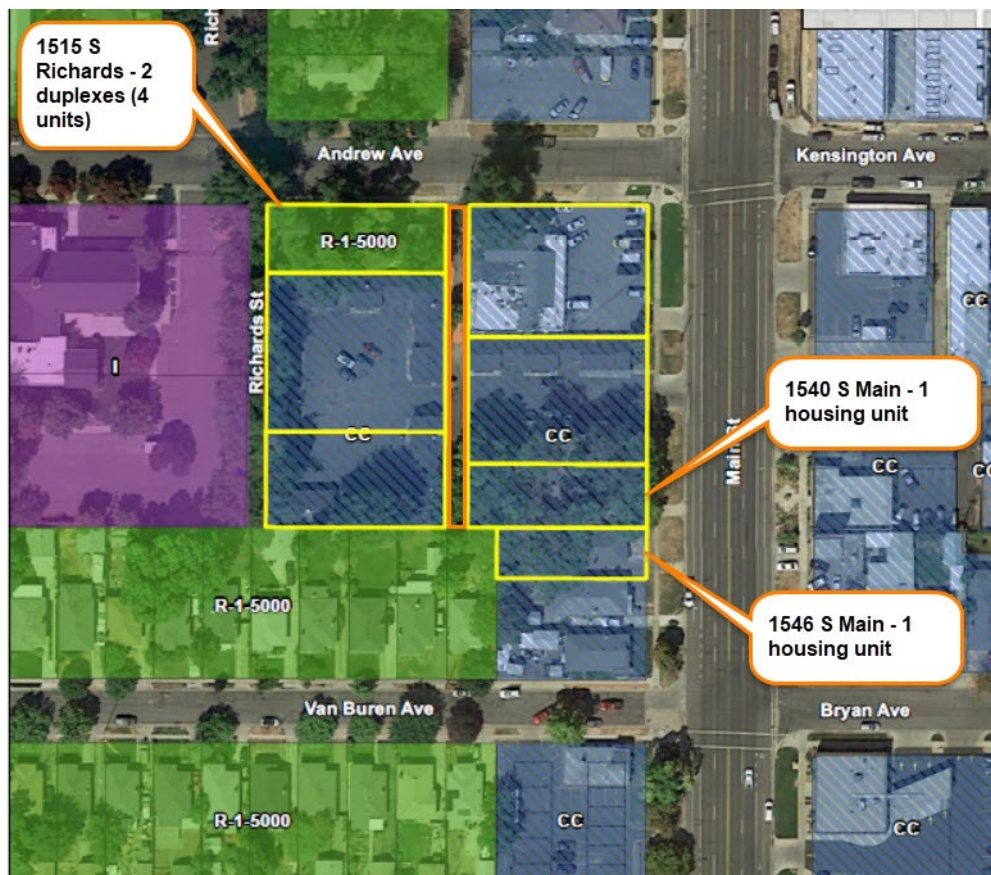 Rich
1515 S
Richards - 2
duplexes (4
units)
Andrew Ave
Kensington Ave
R-1-5000
CC
Richards St
I
1540 S Main - 1
housing unit
CC
CC
Main St
CC
CC
R-1-5000
1546 S Main - 1
housing unit
Van Buren Ave
Bryan Ave
R-1-5000
CC
CC